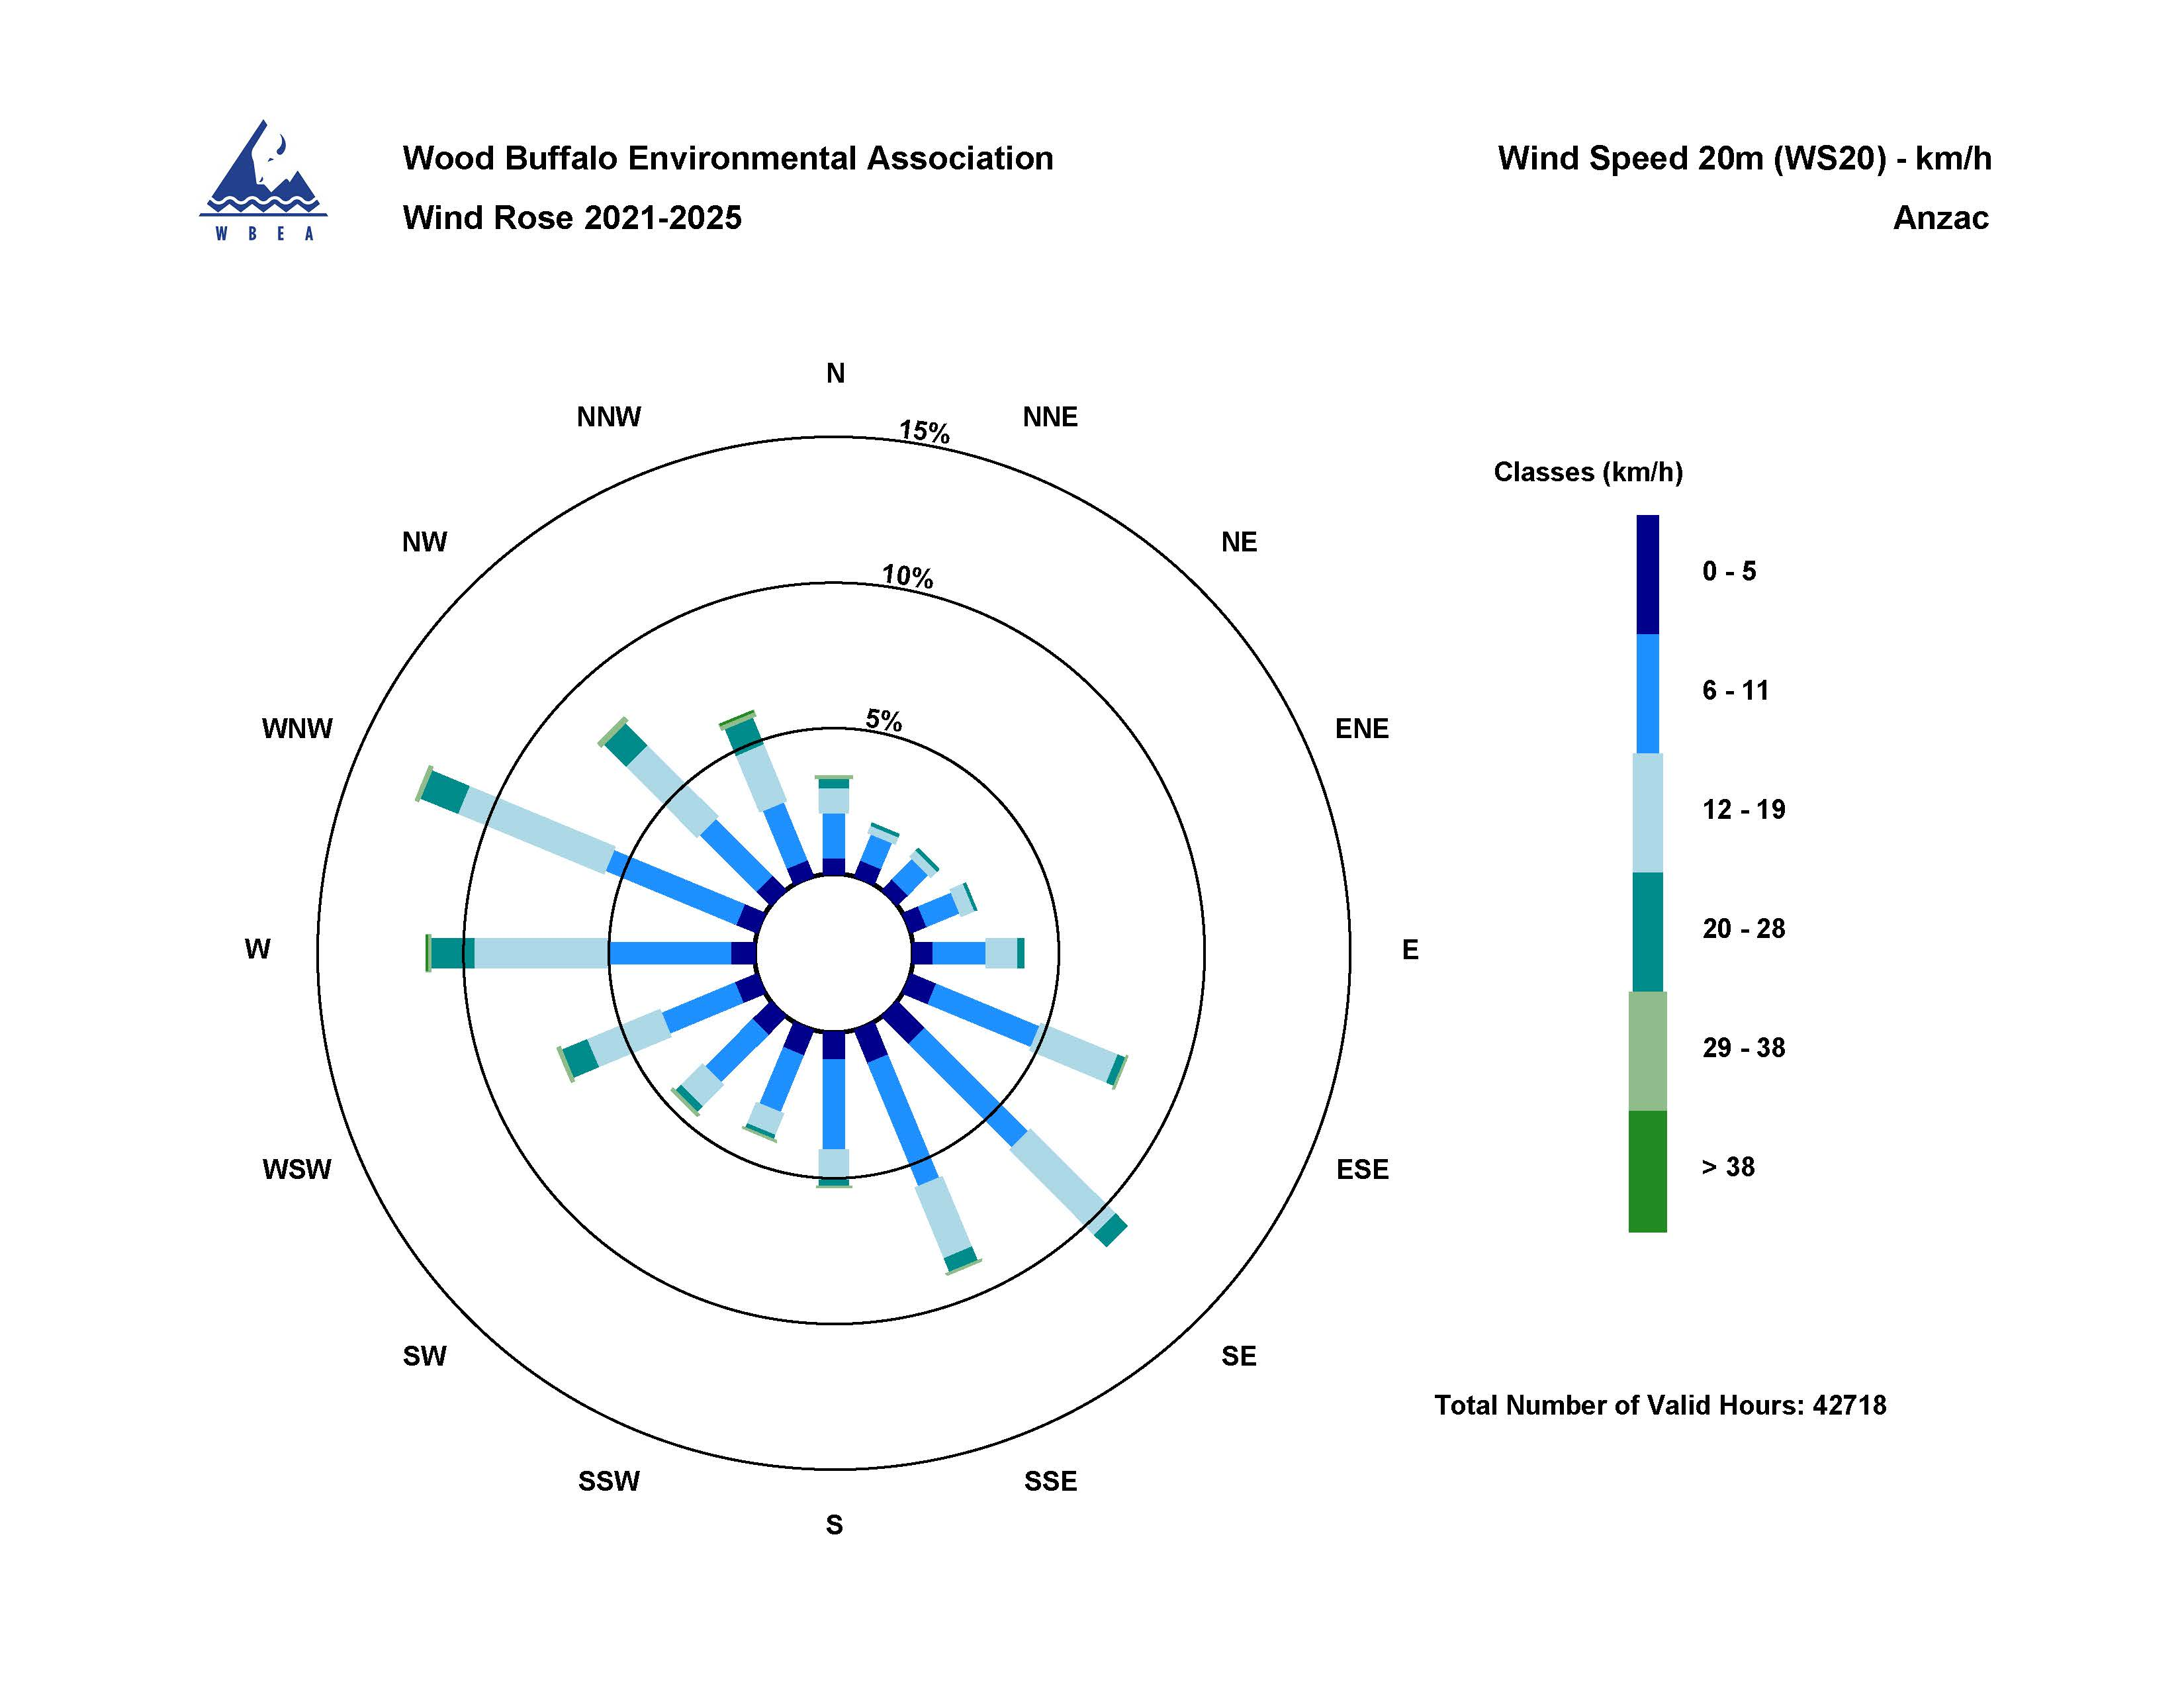 Wood Buffalo Environmental Association
Wind Speed 20m (WS20) - km/h
Wind Rose 2021-2025
Anzac
W B E A
N
NNW
NNE
15%
NW
NE
10%
WNW
ENE
5%
W
E
WSW
ESE
SW
SE
SSW
SSE
S
Classes (km/h)
0 - 5
6 - 11
12 - 19
20 - 28
29 - 38
> 38
Total Number of Valid Hours: 42718